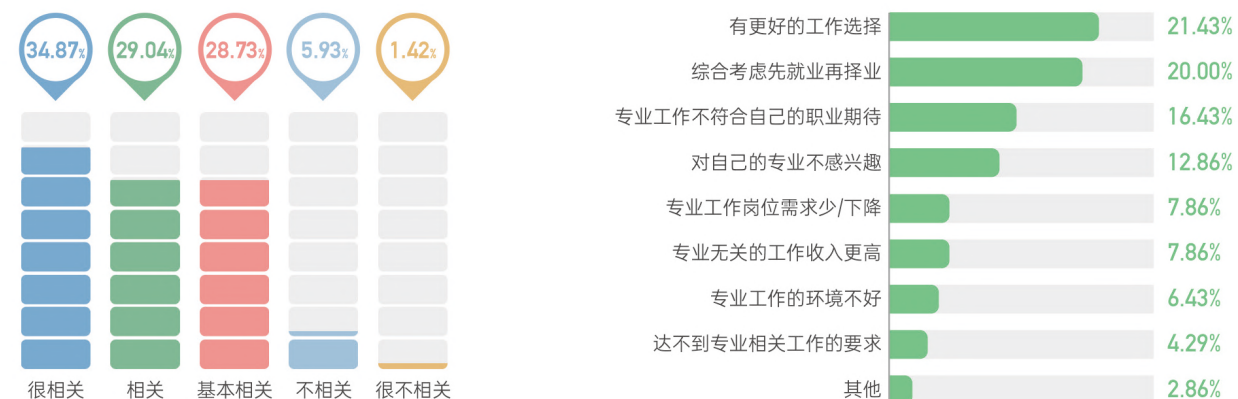 34.87% 29.04% 28.73% 5.93% 1.42%
很相关 相关 基本相关 不相关 很不相关
有更好的工作选择 21.43%
综合考虑先就业再择业 20.00%
专业工作不符合自己的职业期待 16.43%
对自己的专业不感兴趣 12.86%
专业工作岗位需求少/下降 7.86%
专业无关的工作收入更高 7.86%
专业工作的环境不好 6.43%
达不到专业相关工作的要求 4.29%
其他 2.86%